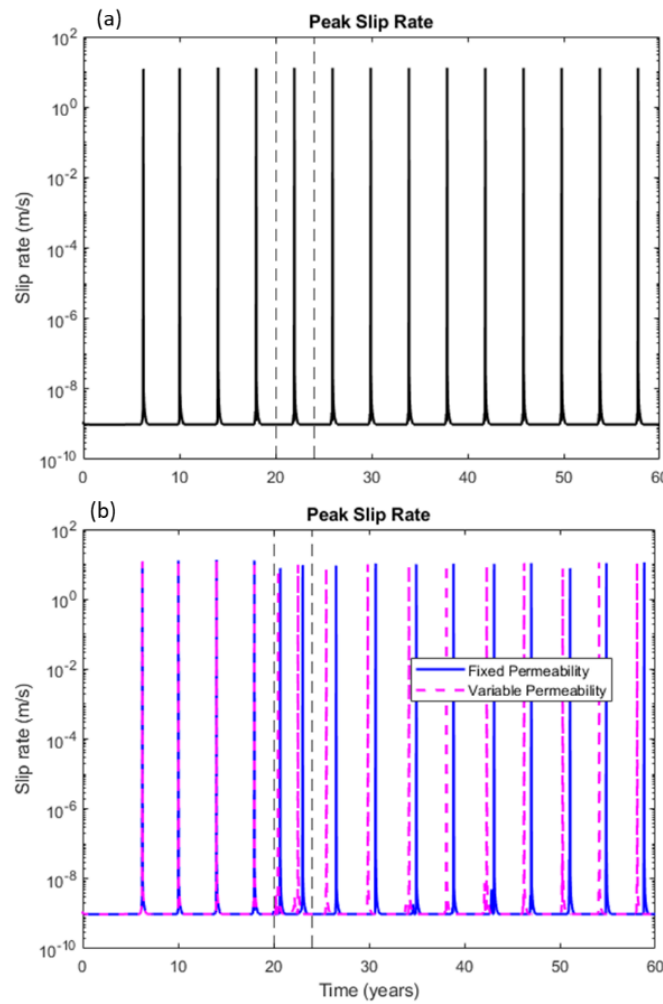 (a)
Peak Slip Rate
10^2
10^0
10^-2
10^-4
10^-6
10^-8
10^-10
Slip rate (m/s)
0 10 20 30 40 50 60
(b)
Peak Slip Rate
10^2
10^0
10^-2
10^-4
10^-6
10^-8
10^-10
Slip rate (m/s)
Fixed Permeability
Variable Permeability
0 10 20 30 40 50 60
Time (years)